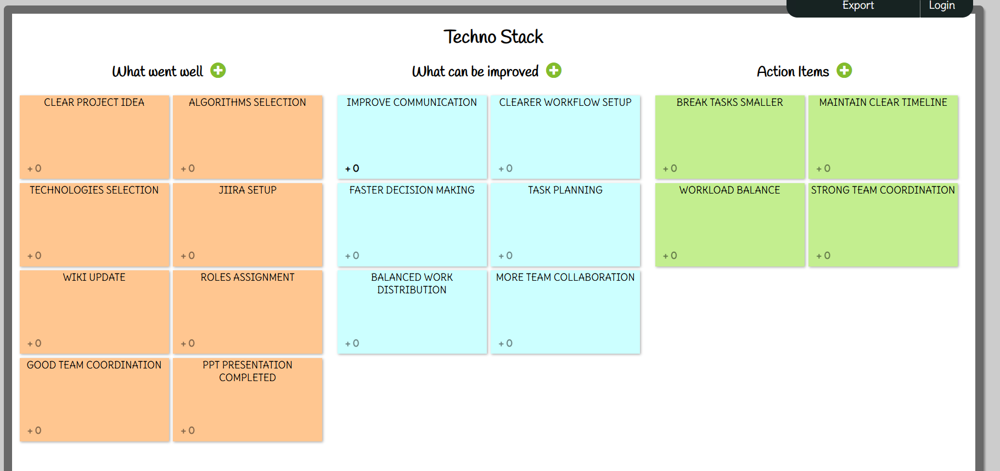 Export
Login
Techno Stack
What went well
What can be improved
Action Items
CLEAR PROJECT IDEA
+ 0
ALGORITHMS SELECTION
+ 0
TECHNOLOGIES SELECTION
+ 0
JIIRA SETUP
+ 0
WIKI UPDATE
+ 0
ROLES ASSIGNMENT
+ 0
GOOD TEAM COORDINATION
+ 0
PPT PRESENTATION
COMPLETED
+ 0
IMPROVE COMMUNICATION
+ 0
CLEARER WORKFLOW SETUP
+ 0
FASTER DECISION MAKING
+ 0
TASK PLANNING
+ 0
BALANCED WORK
DISTRIBUTION
+ 0
MORE TEAM COLLABORATION
+ 0
BREAK TASKS SMALLER
+ 0
MAINTAIN CLEAR TIMELINE
+ 0
WORKLOAD BALANCE
+ 0
STRONG TEAM COORDINATION
+ 0